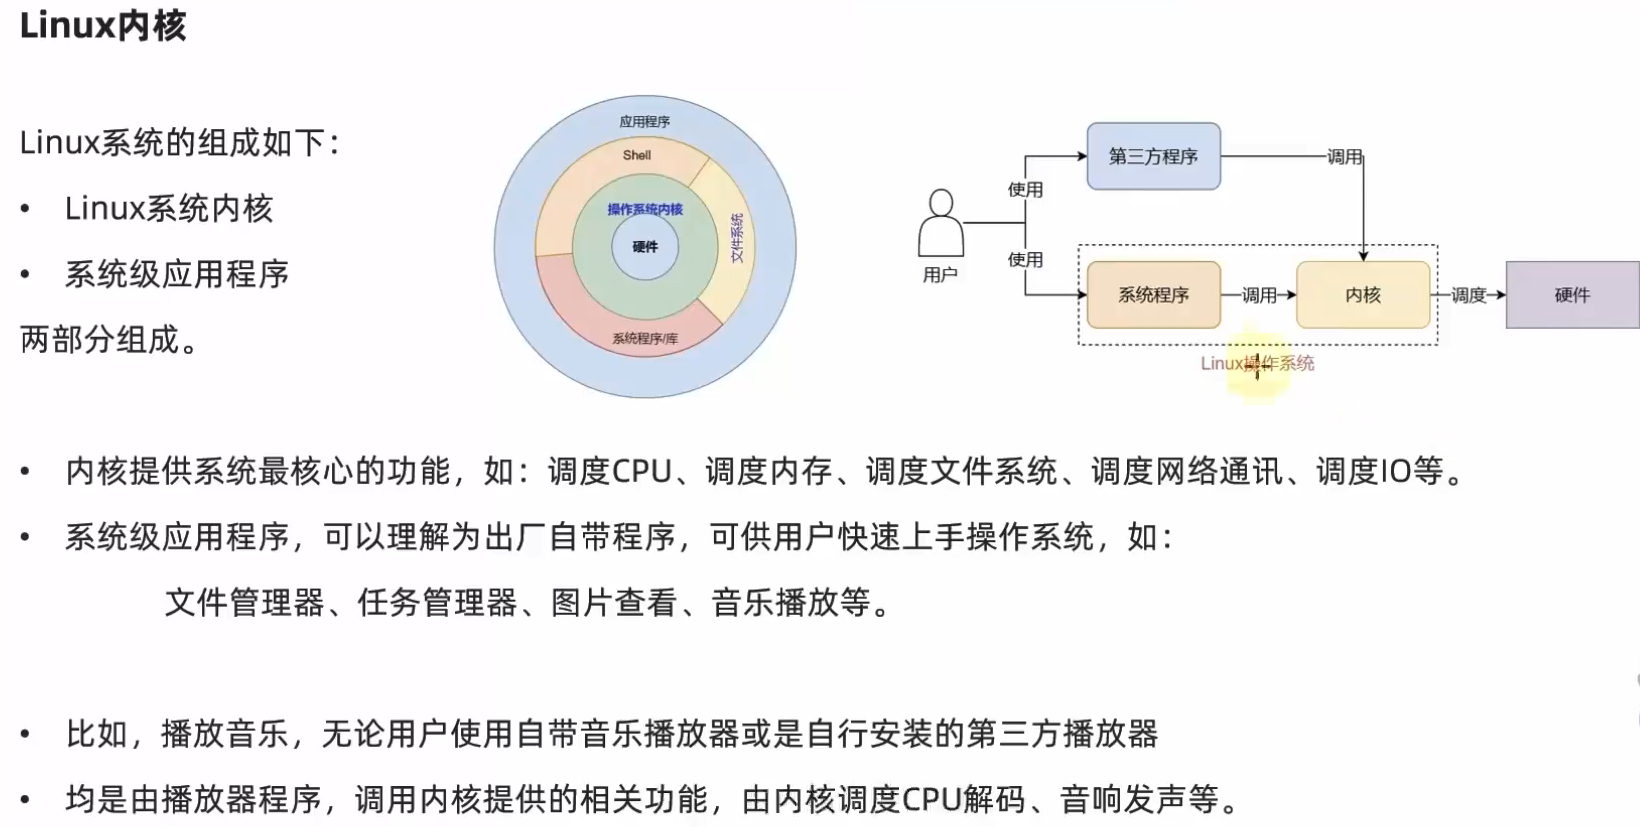 Linux内核
Linux系统的组成如下：
• Linux系统内核
• 系统级应用程序
两部分组成。
应用程序
Shell
操作系统内核
硬件
文件系统
系统程序/库
第三方程序
调用
使用
用户
使用
系统程序
调用
内核
调度
硬件
Linux操作系统
• 内核提供系统最核心的功能，如：调度CPU、调度内存、调度文件系统、调度网络通讯、调度IO等。
• 系统级应用程序，可以理解为出厂自带程序，可供用户快速上手操作系统，如：
文件管理器、任务管理器、图片查看、音乐播放等。
• 比如，播放音乐，无论用户使用自带音乐播放器或是自行安装的第三方播放器
• 均是由播放器程序，调用内核提供的相关功能，由内核调度CPU解码、音响发声等。